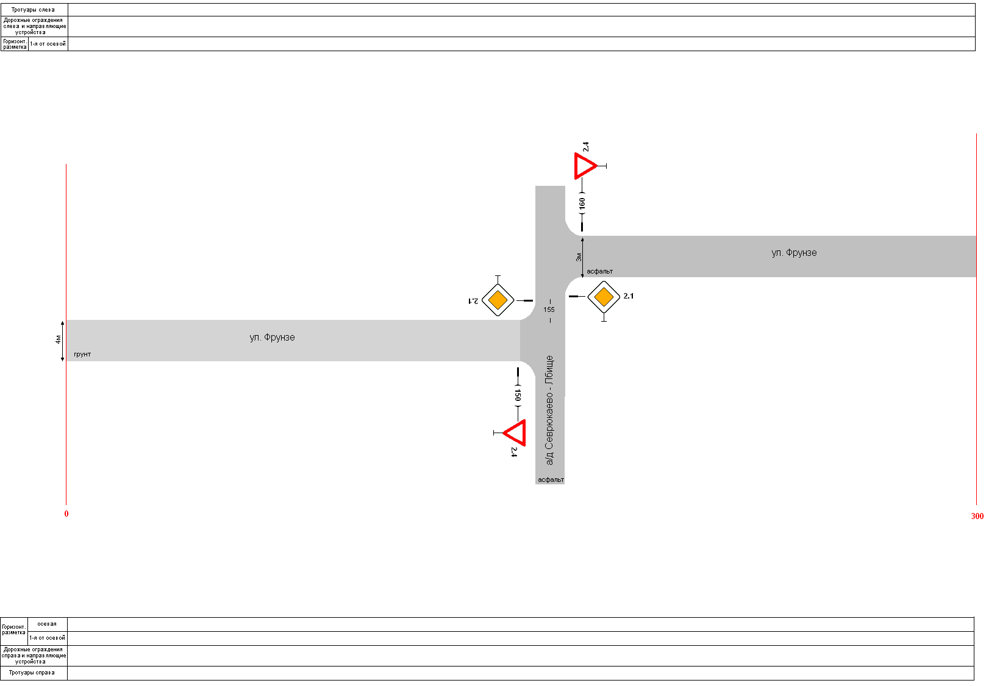 Тротуары слева
Дорожные ограждения
слева и направляющие
устройства
Горизонт.
разметка
1-я от осевой
2.4
( 160 )
3м
ул. Фрунзе
асфальт
2.1
2.1
155
4м
ул. Фрунзе
грунт
( 150 )
2.4
а/д Севрюкаево - Лбище
асфальт
0
300
Горизонт.
разметка
осевая
1-я от осевой
Дорожные ограждения
справа и направляющие
устройства
Тротуары справа